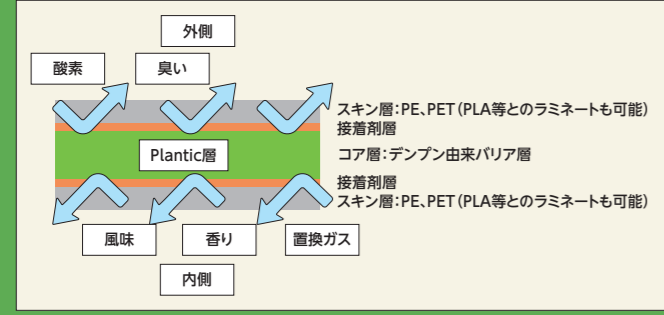 外側
酸素
臭い
スキン層:PE、PET(PLA等とのラミネートも可能)
接着剤層
Plantic層
コア層:デンプン由来バリア層
接着剤層
スキン層:PE、PET(PLA等とのラミネートも可能)
風味
香り
置換ガス
内側